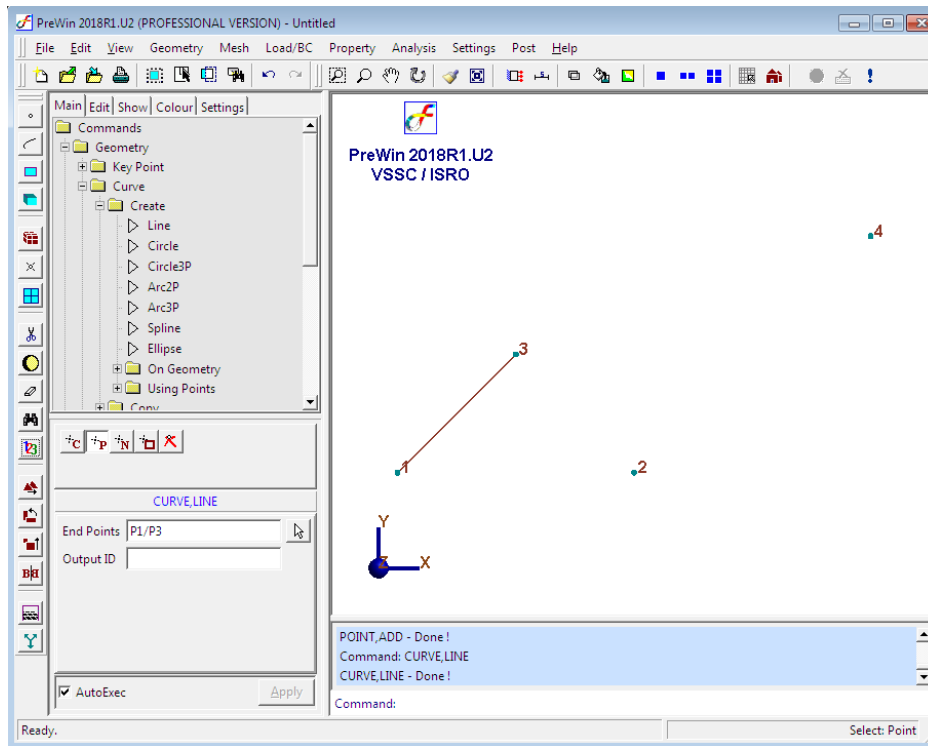 PreWin 2018R1.U2 (PROFESSIONAL VERSION) - Untitled
File Edit View Geometry Mesh Load/BC Property Analysis Settings Post Help
Main Edit Show Colour Settings
Commands
Geometry
Key Point
Curve
Create
Line
Circle
Circle3P
Arc2P
Arc3P
Spline
Ellipse
On Geometry
Using Points
Copy
C P N
CURVE,LINE
End Points P1/P3
Output ID
AutoExec Apply
PreWin 2018R1.U2
VSSC / ISRO
4
3
1
2
Y
Z X
POINT,ADD - Done !
Command: CURVE,LINE
CURVE,LINE - Done !
Command:
Ready. Select: Point